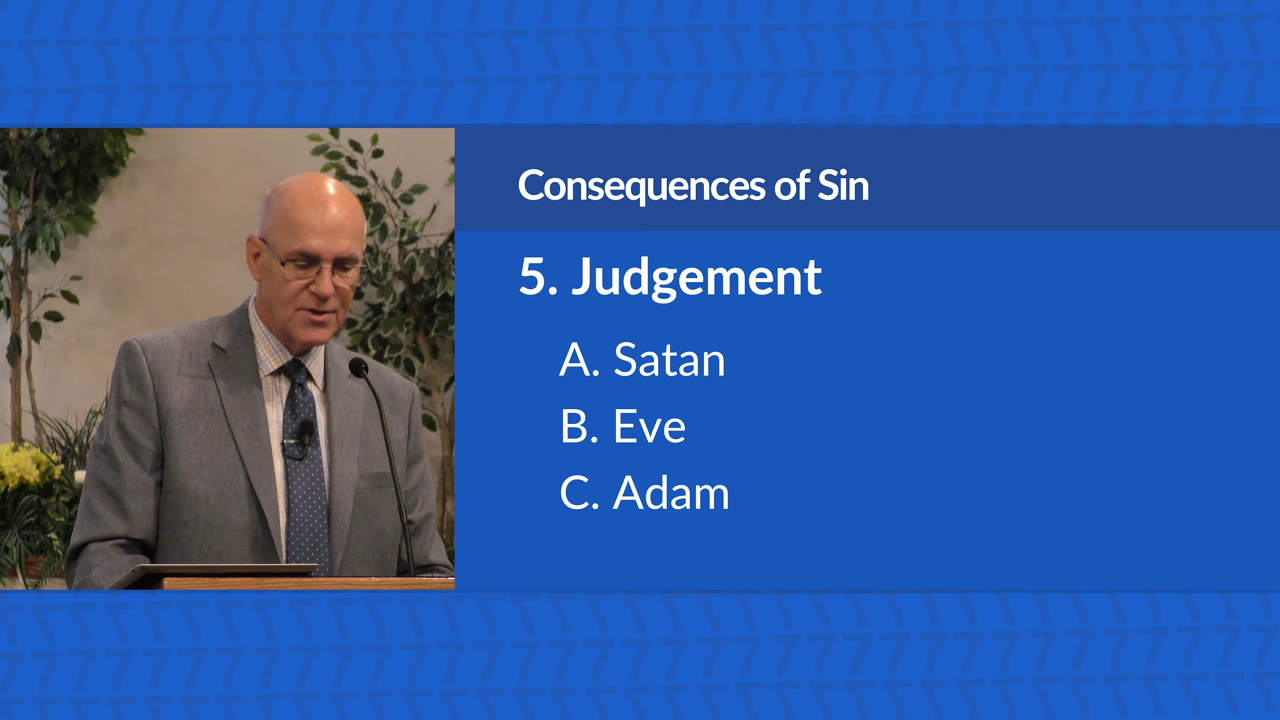 Consequences of Sin
5. Judgement
A. Satan
B. Eve
C. Adam